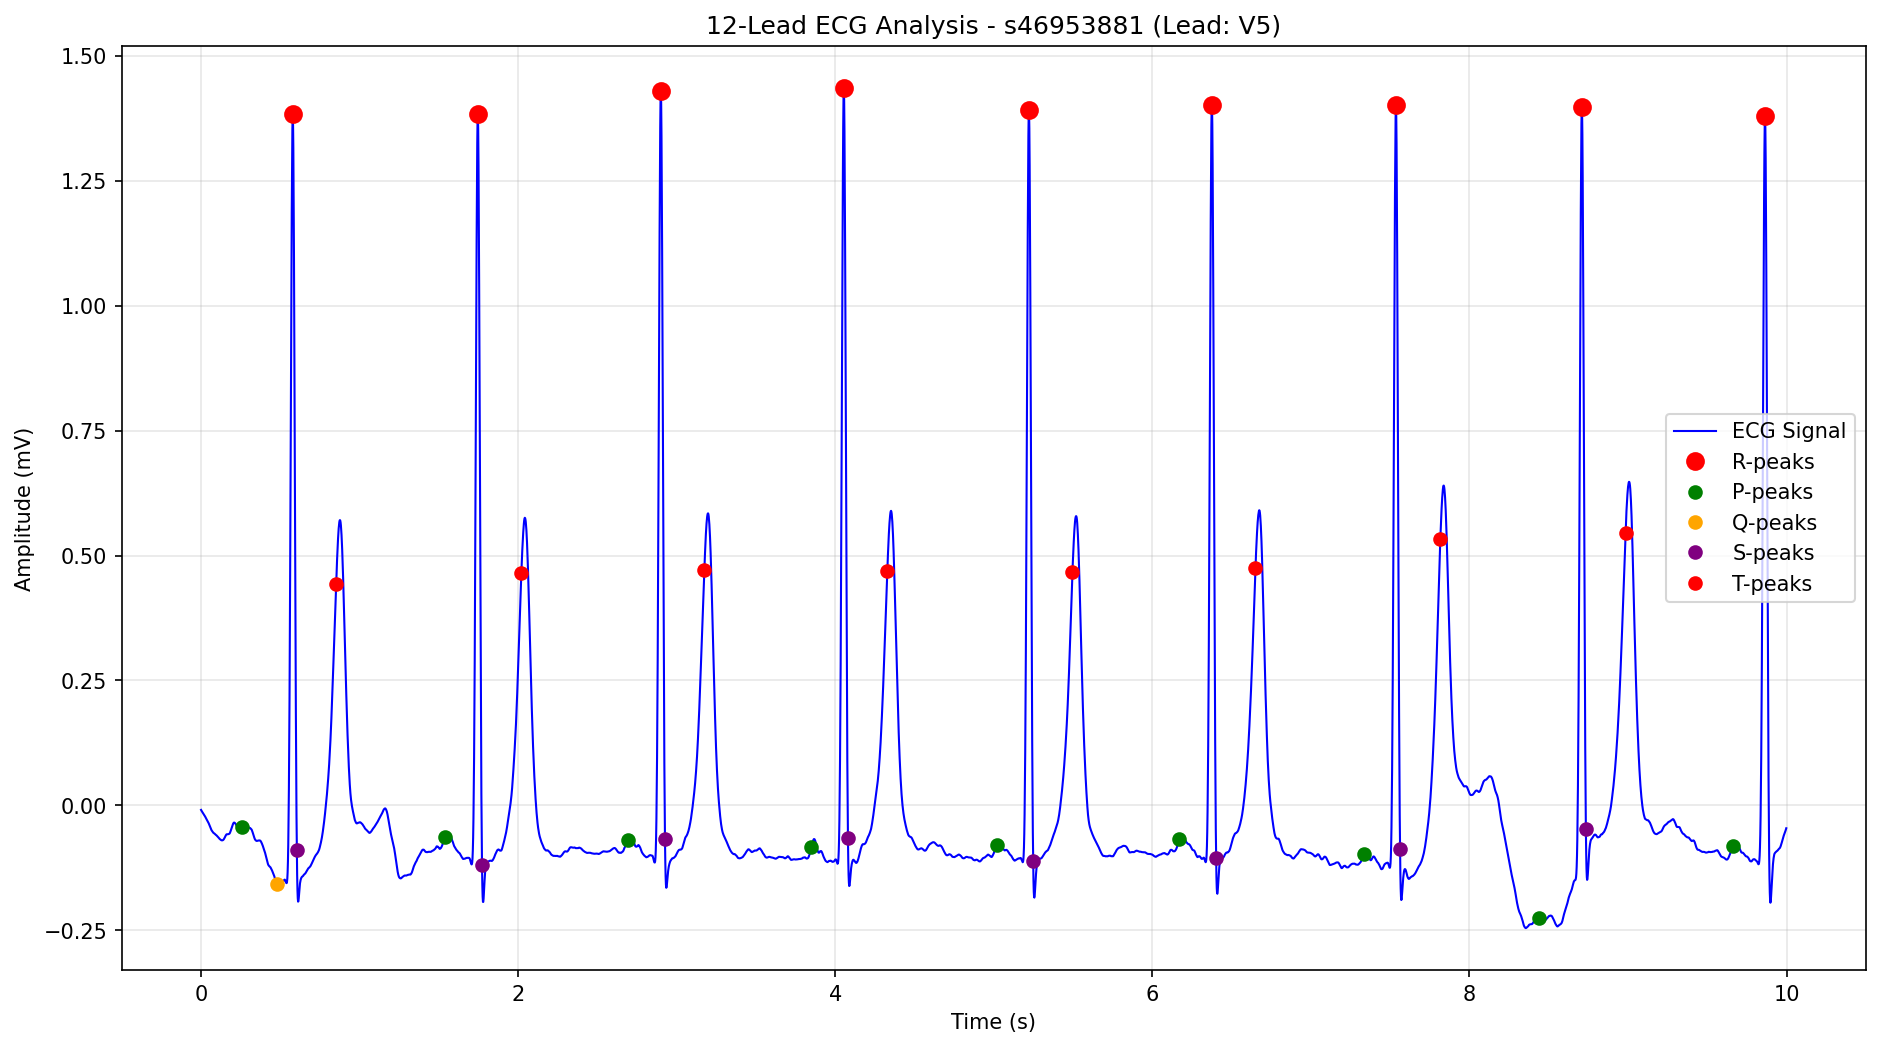 12-Lead ECG Analysis - s46953881 (Lead: V5)
Amplitude (mV)
1.50
1.25
1.00
0.75
0.50
0.25
0.00
−0.25
ECG Signal
R-peaks
P-peaks
Q-peaks
S-peaks
T-peaks
0 2 4 6 8 10
Time (s)